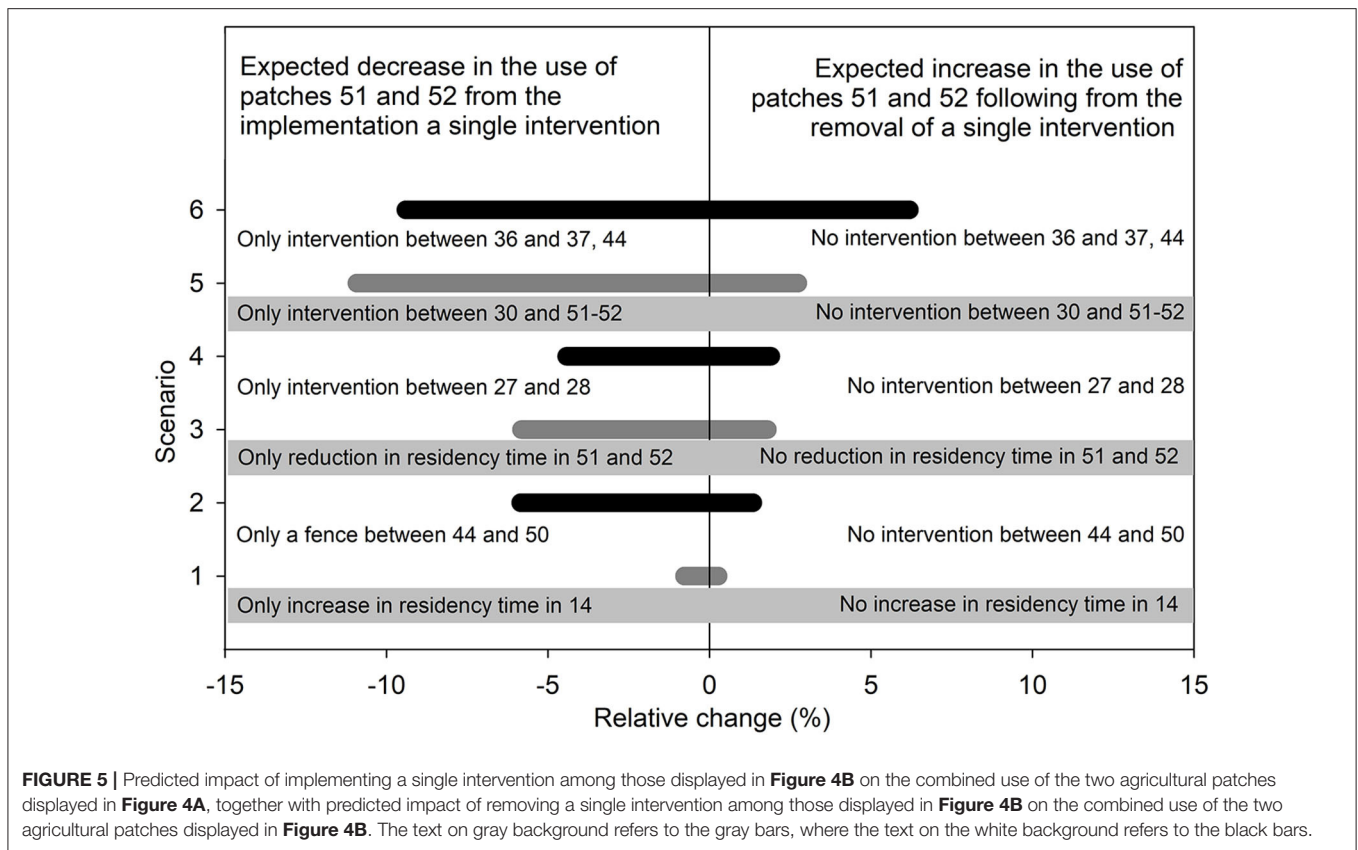 Expected decrease in the use of
patches 51 and 52 from the
implementation a single intervention
Expected increase in the use of
patches 51 and 52 following from the
removal of a single intervention
Scenario
6
Only intervention between 36 and 37, 44
No intervention between 36 and 37, 44
5
Only intervention between 30 and 51-52
No intervention between 30 and 51-52
4
Only intervention between 27 and 28
No intervention between 27 and 28
3
Only reduction in residency time in 51 and 52
No reduction in residency time in 51 and 52
2
Only a fence between 44 and 50
No intervention between 44 and 50
1
Only increase in residency time in 14
No increase in residency time in 14
-15 -10 -5 0 5 10 15
Relative change (%)
FIGURE 5 | Predicted impact of implementing a single intervention among those displayed in Figure 4B on the combined use of the two agricultural patches
displayed in Figure 4A, together with predicted impact of removing a single intervention among those displayed in Figure 4B on the combined use of the two
agricultural patches displayed in Figure 4B. The text on gray background refers to the gray bars, where the text on the white background refers to the black bars.